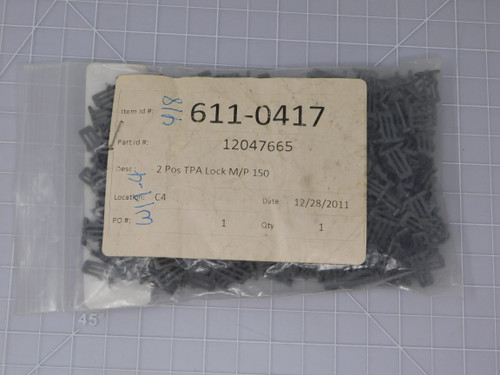 Item Id #: 611-0417
Part Id #: 12047665
Desc: 2 Pos TPA Lock M/P 150
Location: C4 Date 12/28/2011
PO #: 1 Qty 1
45°